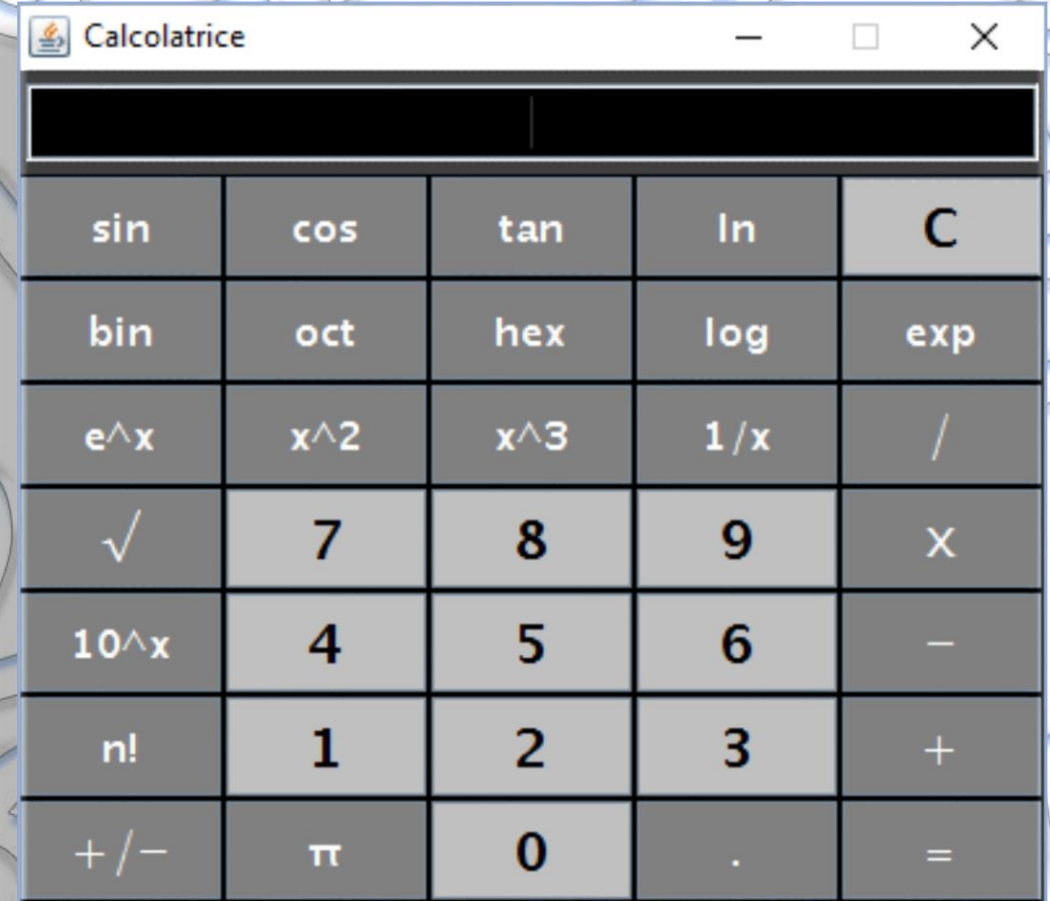 Calcolatrice
sin cos tan ln C
bin oct hex log exp
e^x x^2 x^3 1/x /
√ 7 8 9 X
10^x 4 5 6 −
n! 1 2 3 +
+/− π 0 . =